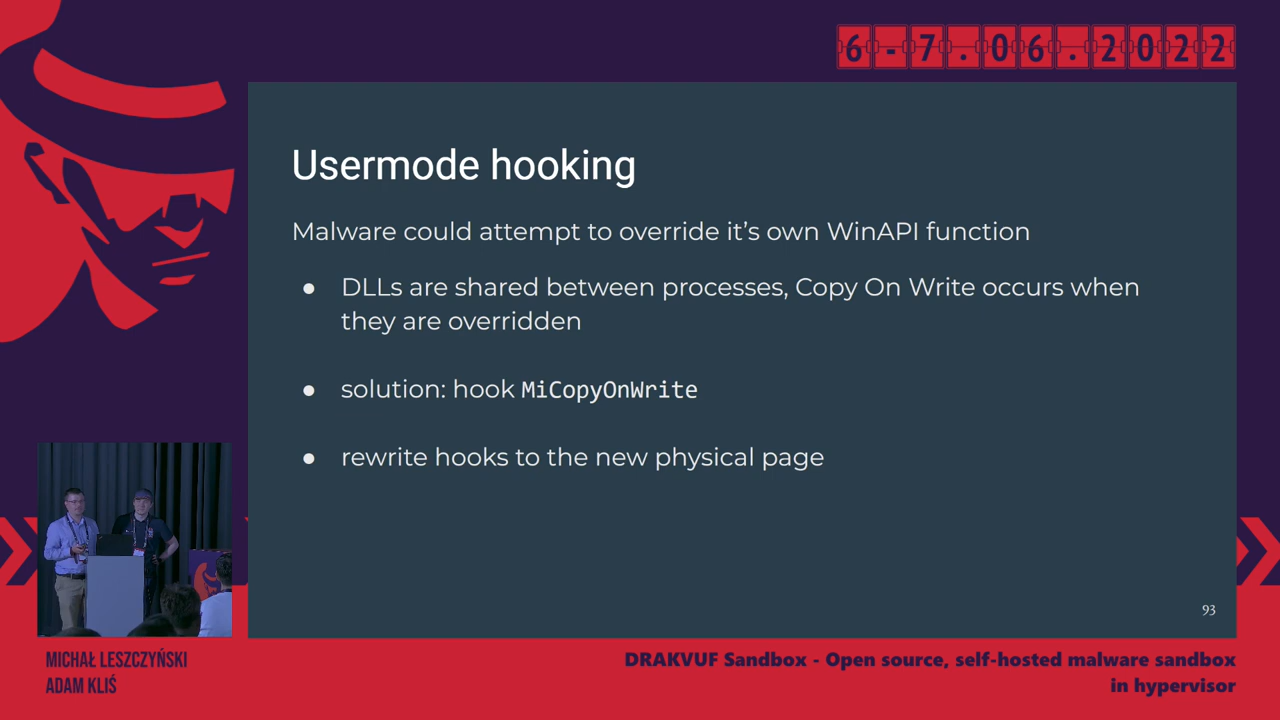 6-7.06.2022
Usermode hooking
Malware could attempt to override it's own WinAPI function
● DLLs are shared between processes, Copy On Write occurs when
they are overridden
● solution: hook MiCopyOnWrite
● rewrite hooks to the new physical page
93
MICHAŁ LESZCZYŃSKI
ADAM KLIŚ
DRAKVUF Sandbox - Open source, self-hosted malware sandbox
in hypervisor